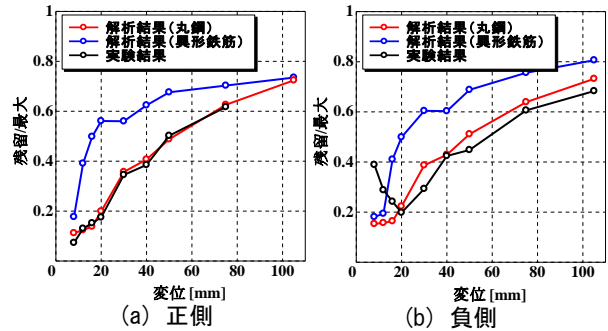 解析結果(丸鋼)
解析結果(異形鉄筋)
実験結果
残留/最大
1
0.8
0.6
0.4
0.2
0 20 40 60 80 100
変位 [mm]
(a) 正側
解析結果(丸鋼)
解析結果(異形鉄筋)
実験結果
残留/最大
1
0.8
0.6
0.4
0.2
0 20 40 60 80 100
変位 [mm]
(b) 負側